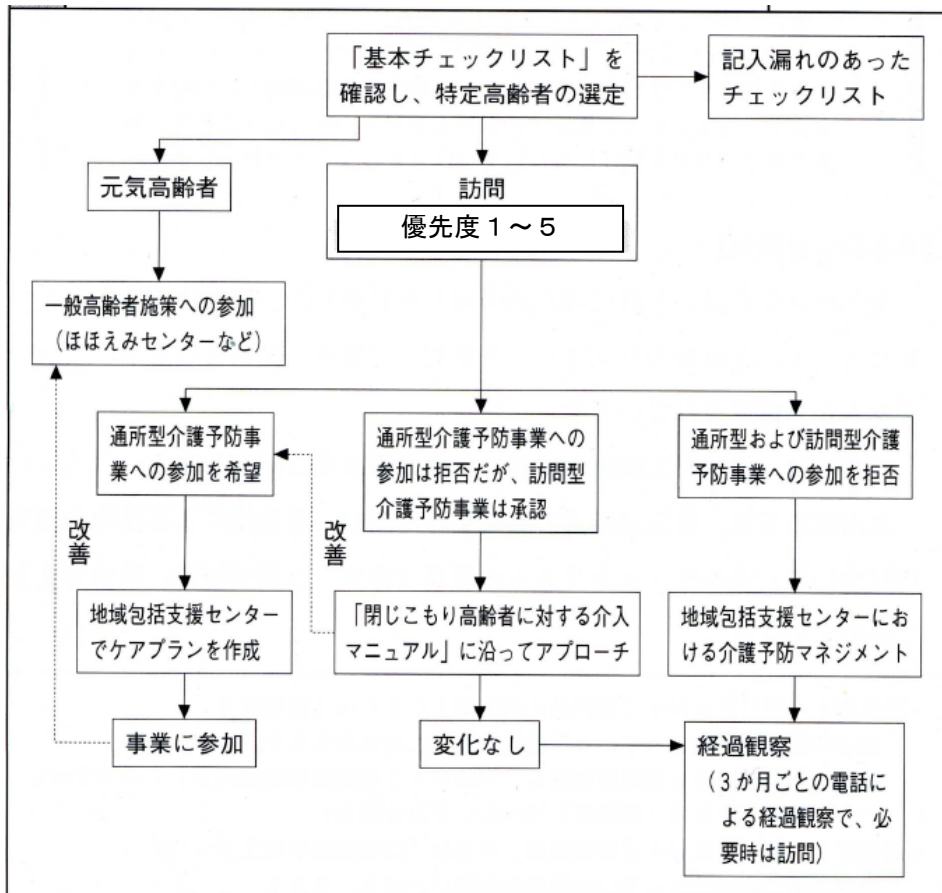 「基本チェックリスト」を
確認し、特定高齢者の選定
記入漏れのあった
チェックリスト
元気高齢者
訪問
優先度１～５
一般高齢者施策への参加
（ほほえみセンターなど）
通所型介護予防事
業への参加を希望
通所型介護予防事業への
参加は拒否だが、訪問型
介護予防事業は承認
通所型および訪問型介護
予防事業への参加を拒否
改善
改善
地域包括支援センター
でケアプランを作成
「閉じこもり高齢者に対する介入
マニュアル」に沿ってアプローチ
地域包括支援センターにお
ける介護予防マネジメント
事業に参加
変化なし
経過観察
（3か月ごとの電話に
よる経過観察で、必
要時は訪問）